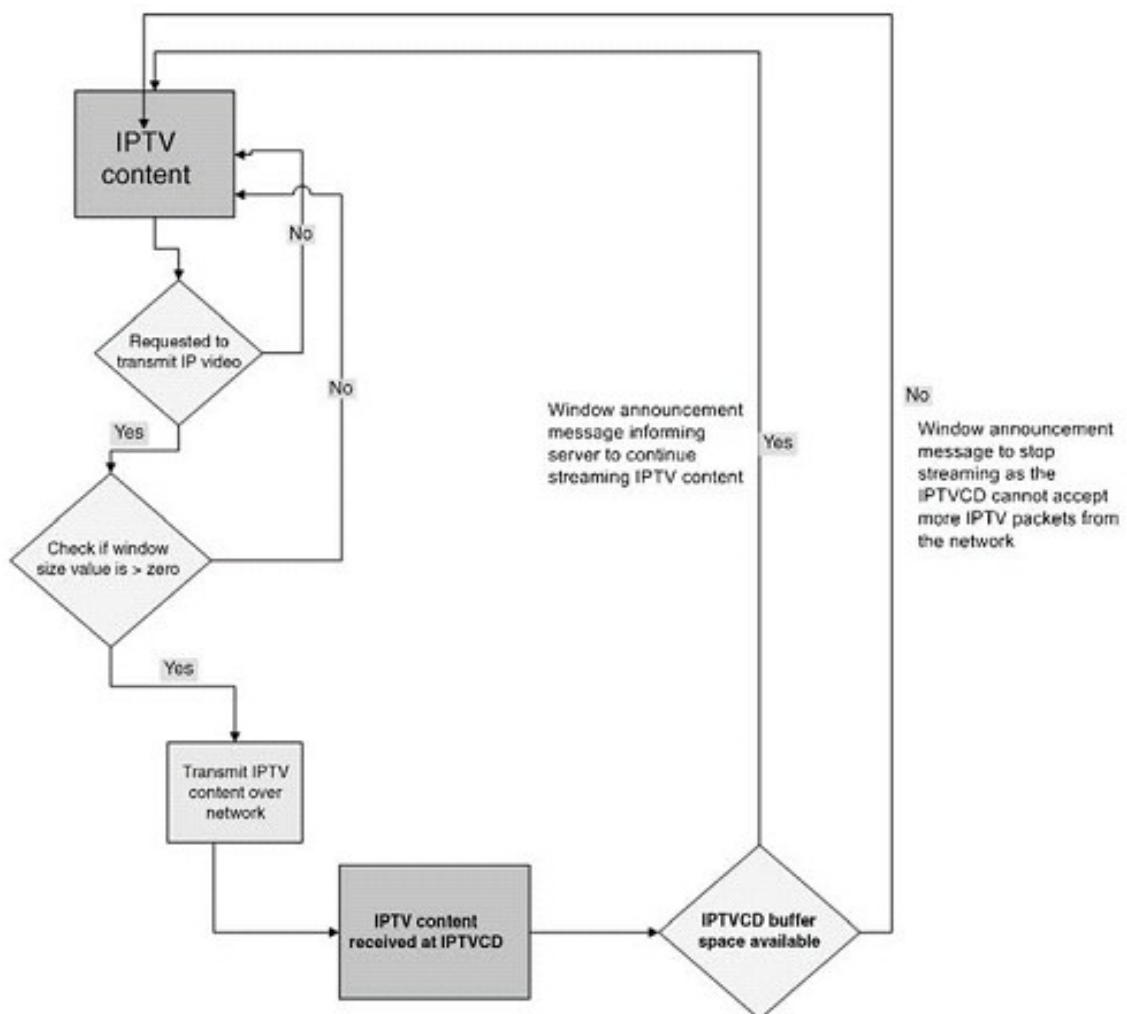 IPTV
content
No
Requested to
transmit IP video
No
Yes
Check if window
size value is > zero
Yes
Transmit IPTV
content over
network
IPTV content
received at IPTVCD
IPTVCD buffer
space available
Window announcement
message informing
server to continue
streaming IPTV content
Yes
No
Window announcement
message to stop
streaming as the
IPTVCD cannot accept
more IPTV packets from
the network